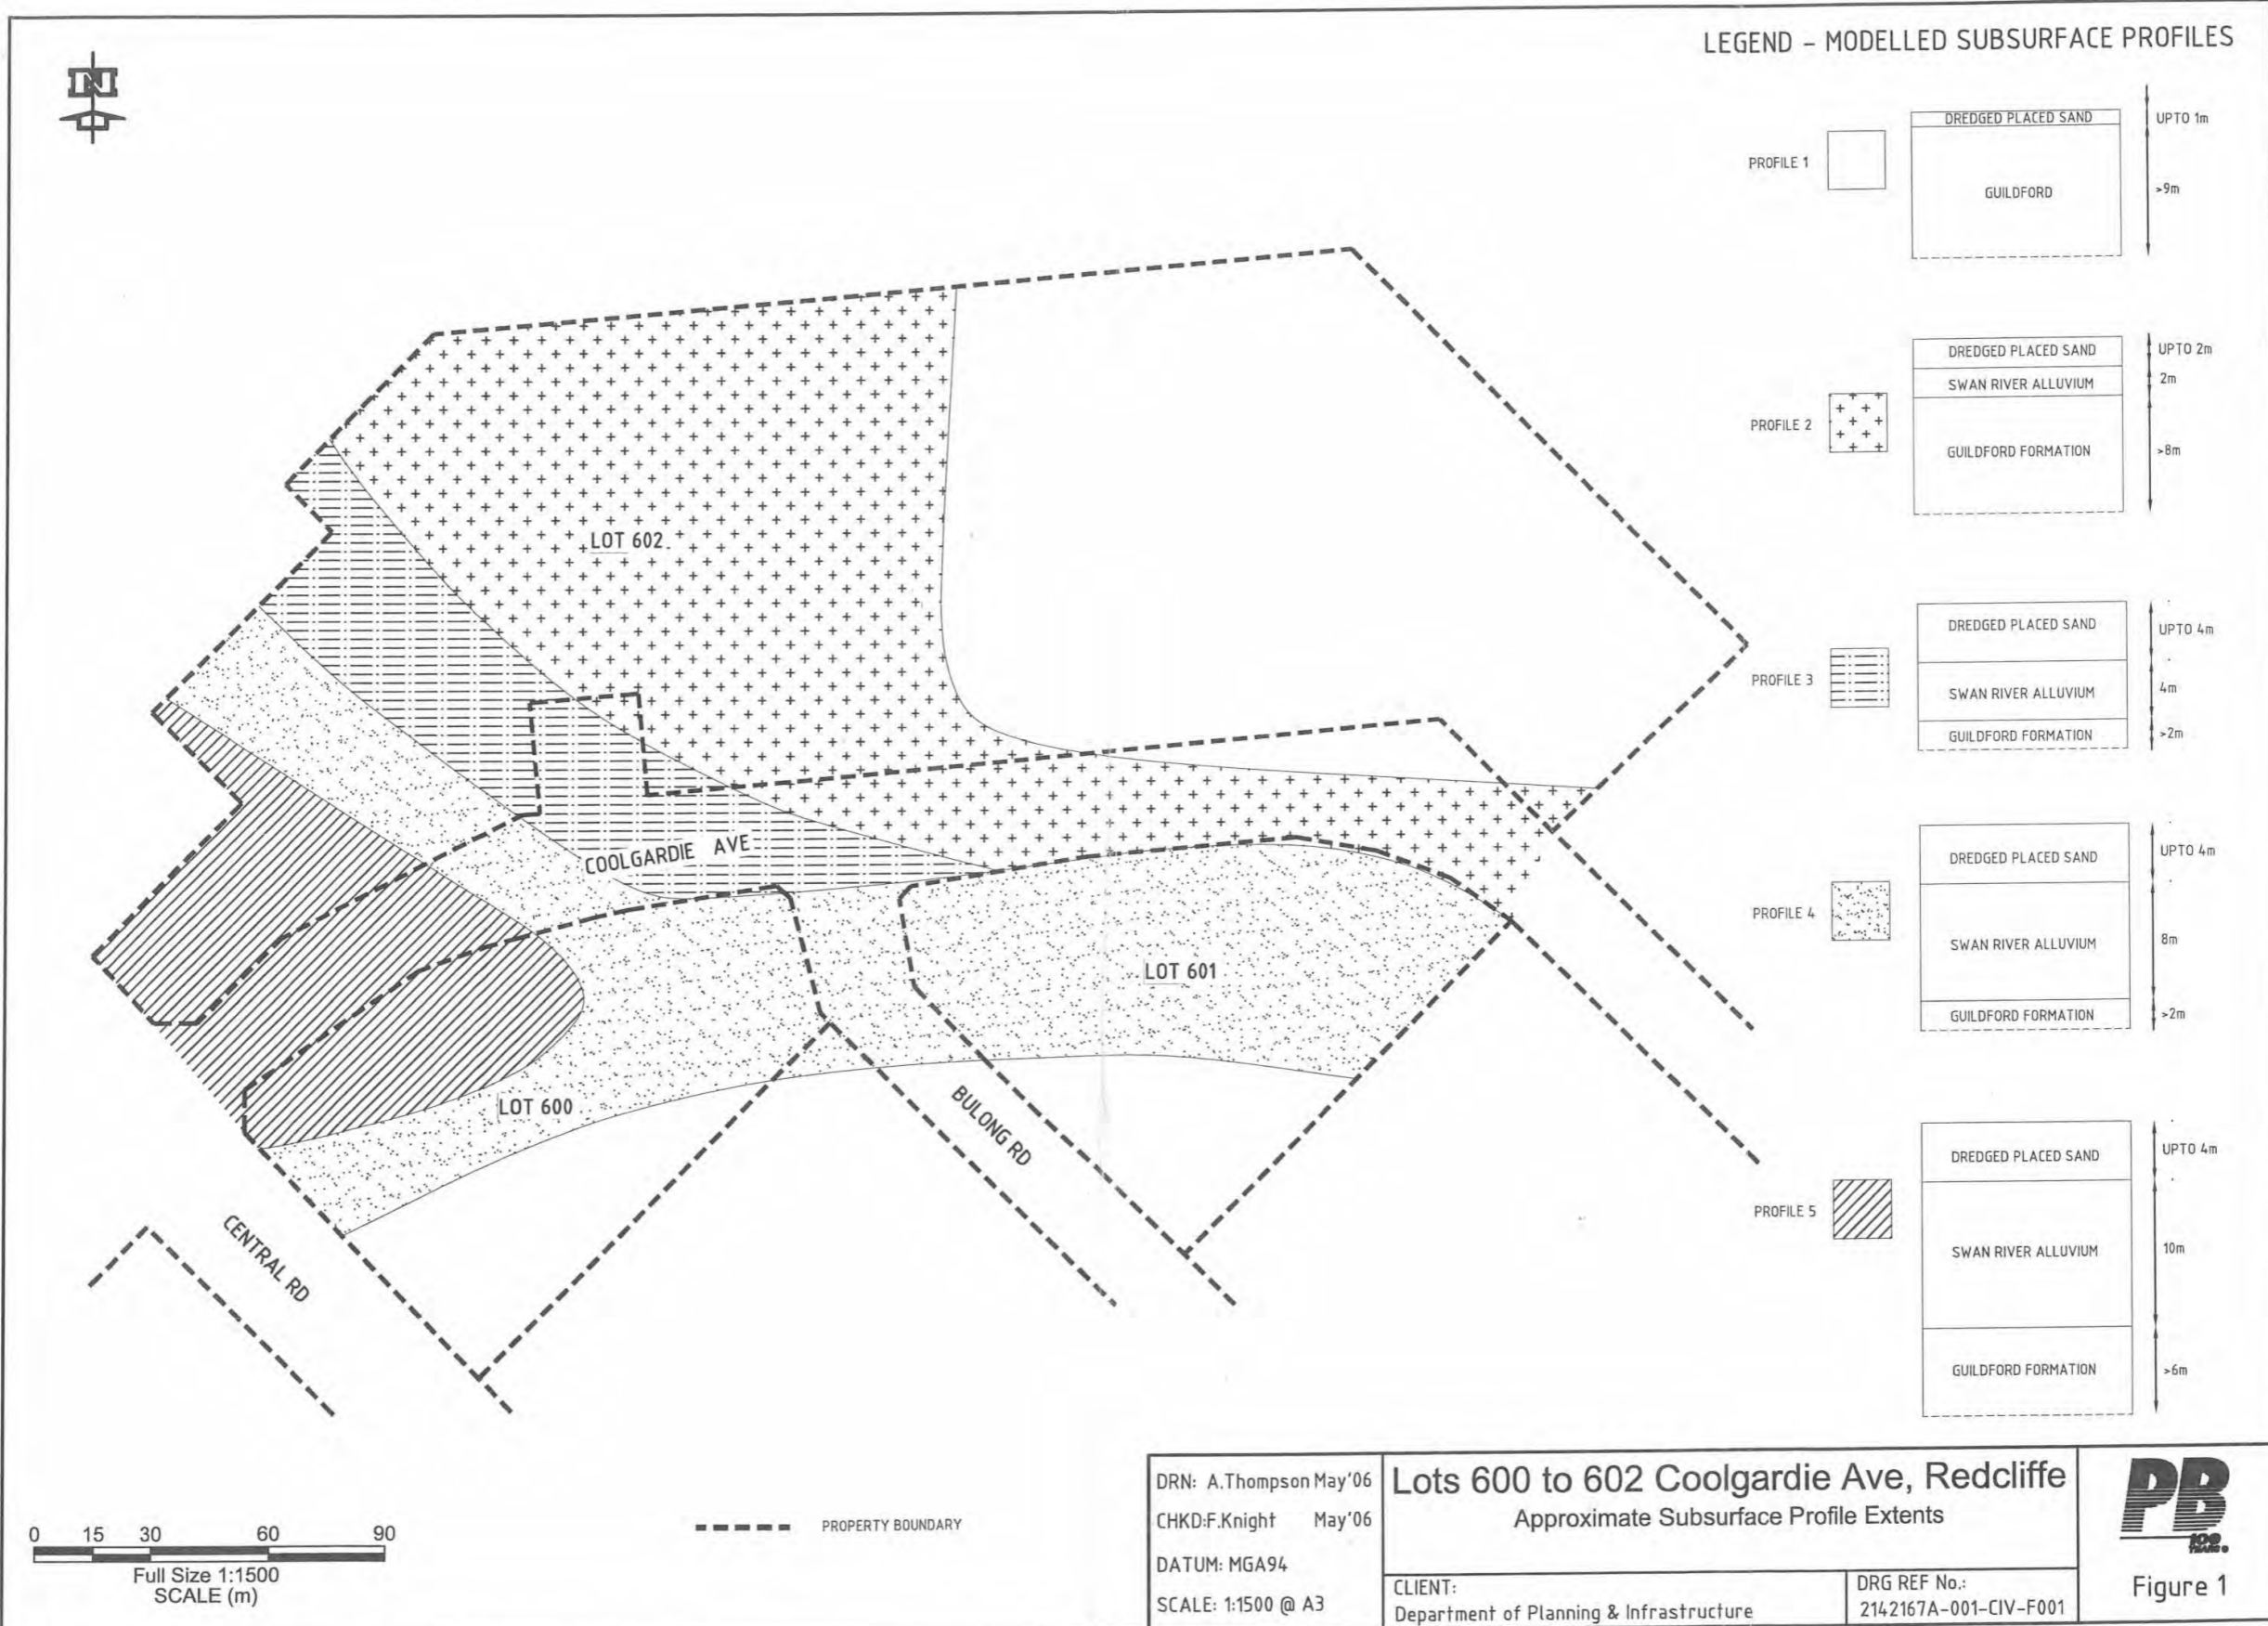 N
LEGEND - MODELLED SUBSURFACE PROFILES
PROFILE 1
DREDGED PLACED SAND
UPTO 1m
GUILDFORD
>9m
PROFILE 2
DREDGED PLACED SAND
UPTO 2m
SWAN RIVER ALLUVIUM
2m
GUILDFORD FORMATION
>8m
PROFILE 3
DREDGED PLACED SAND
UPTO 4m
SWAN RIVER ALLUVIUM
4m
GUILDFORD FORMATION
>2m
PROFILE 4
DREDGED PLACED SAND
UPTO 4m
SWAN RIVER ALLUVIUM
8m
GUILDFORD FORMATION
>2m
PROFILE 5
DREDGED PLACED SAND
UPTO 4m
SWAN RIVER ALLUVIUM
10m
GUILDFORD FORMATION
>6m
LOT 602
COOLGARDIE AVE
LOT 601
LOT 600
BULONG RD
CENTRAL RD
0 15 30 60 90
Full Size 1:1500
SCALE (m)
PROPERTY BOUNDARY
DRN: A.Thompson May'06
CHKD:F.Knight May'06
DATUM: MGA94
SCALE: 1:1500 @ A3
Lots 600 to 602 Coolgardie Ave, Redcliffe
Approximate Subsurface Profile Extents
CLIENT:
Department of Planning & Infrastructure
DRG REF No.:
2142167A-001-CIV-F001
PB
100
YEARS
Figure 1